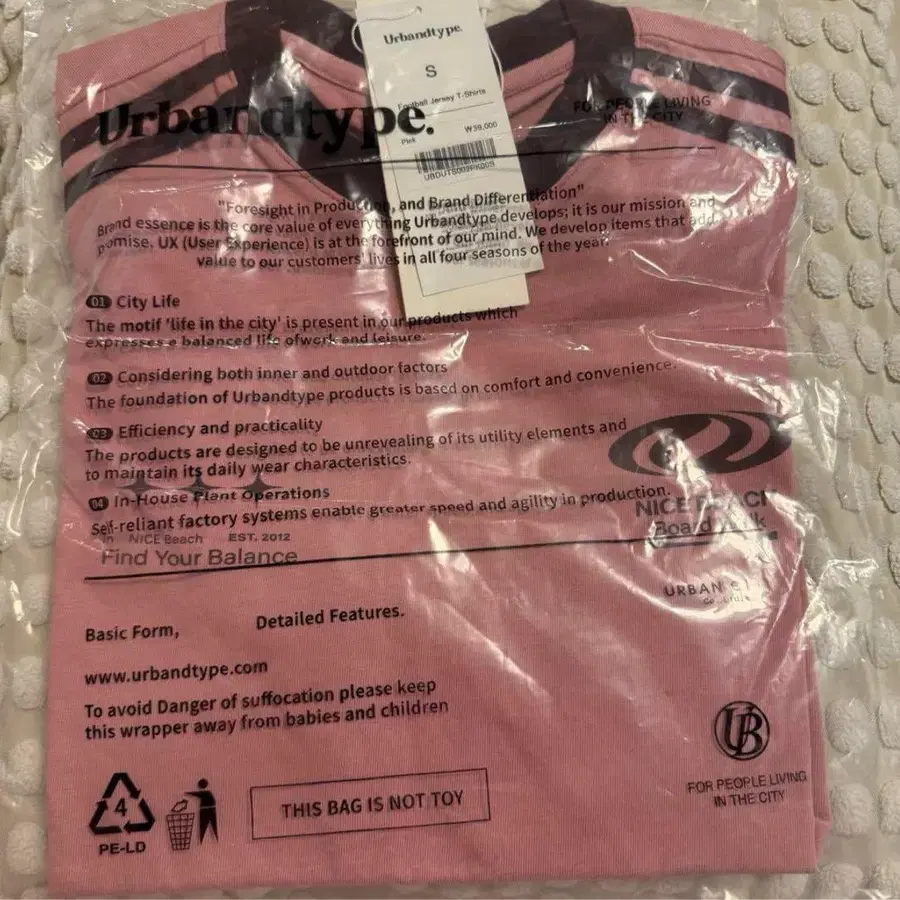 Urbandtype.
S
Football Jersey T-Shirts
Pink
₩39,000
UBOUTS002PK00S
Urbandtype.
FOR PEOPLE LIVING
IN THE CITY
"Foresight in Production, and Brand Differentiation"
Brand essence is the core value of everything Urbandtype develops; it is our mission and
promise. UX (User Experience) is at the forefront of our mind. We develop items that add
value to our customers' lives in all four seasons of the year.
01 City Life
The motif 'life in the city' is present in our products which
expresses a balanced life of work and leisure.
02 Considering both inner and outdoor factors
The foundation of Urbandtype products is based on comfort and convenience.
03 Efficiency and practicality
The products are designed to be unrevealing of its utility elements and
to maintain its daily wear characteristics.
04 In-House Plant Operations
Self-reliant factory systems enable greater speed and agility in production.
NICE BEACH
Board
in NICE Beach EST. 2012
Find Your Balance
URBAN
Basic Form, Detailed Features.
www.urbandtype.com
To avoid Danger of suffocation please keep
this wrapper away from babies and children
UB
FOR PEOPLE LIVING
IN THE CITY
4
PE-LD
THIS BAG IS NOT TOY